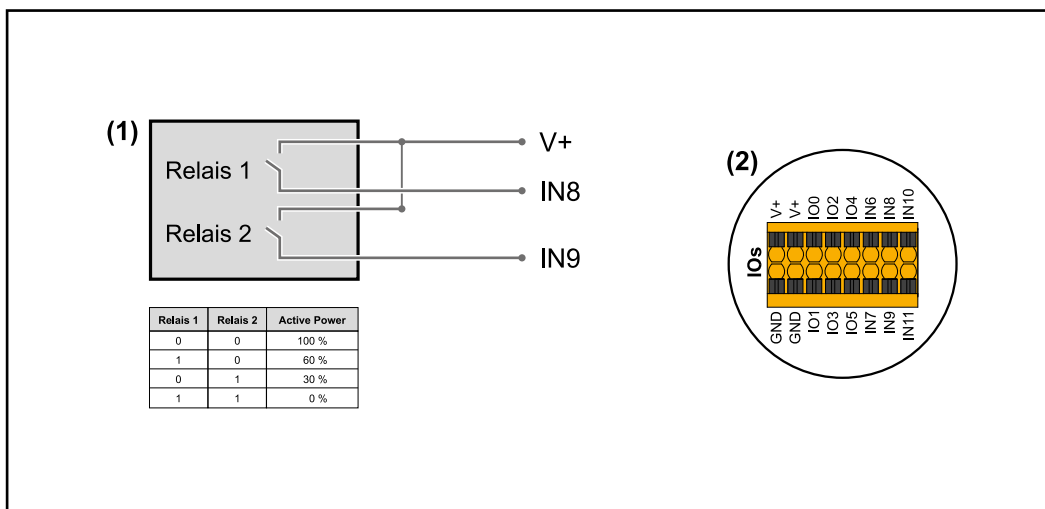 (1)
Relais 1
Relais 2
V+
IN8
IN9
Relais 1 Relais 2 Active Power
0 0 100 %
1 0 60 %
0 1 30 %
1 1 0 %
(2)
V+ V+ IO0 IO2 IO4 IN6 IN8 IN10
IOs
GND GND IO1 IO3 IO5 IN7 IN9 IN11